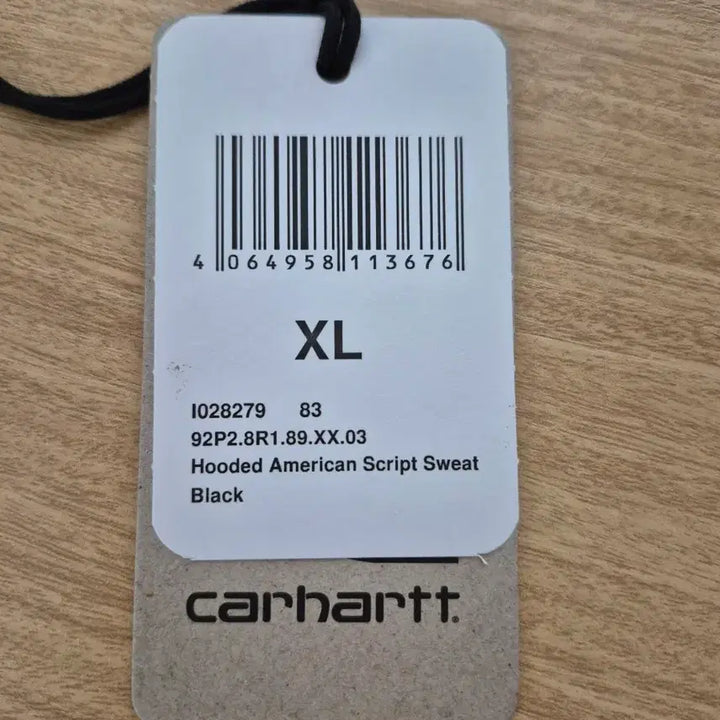 4 064958 113676
XL
I028279 83
92P2.8R1.89.XX.03
Hooded American Script Sweat
Black
carhartt.